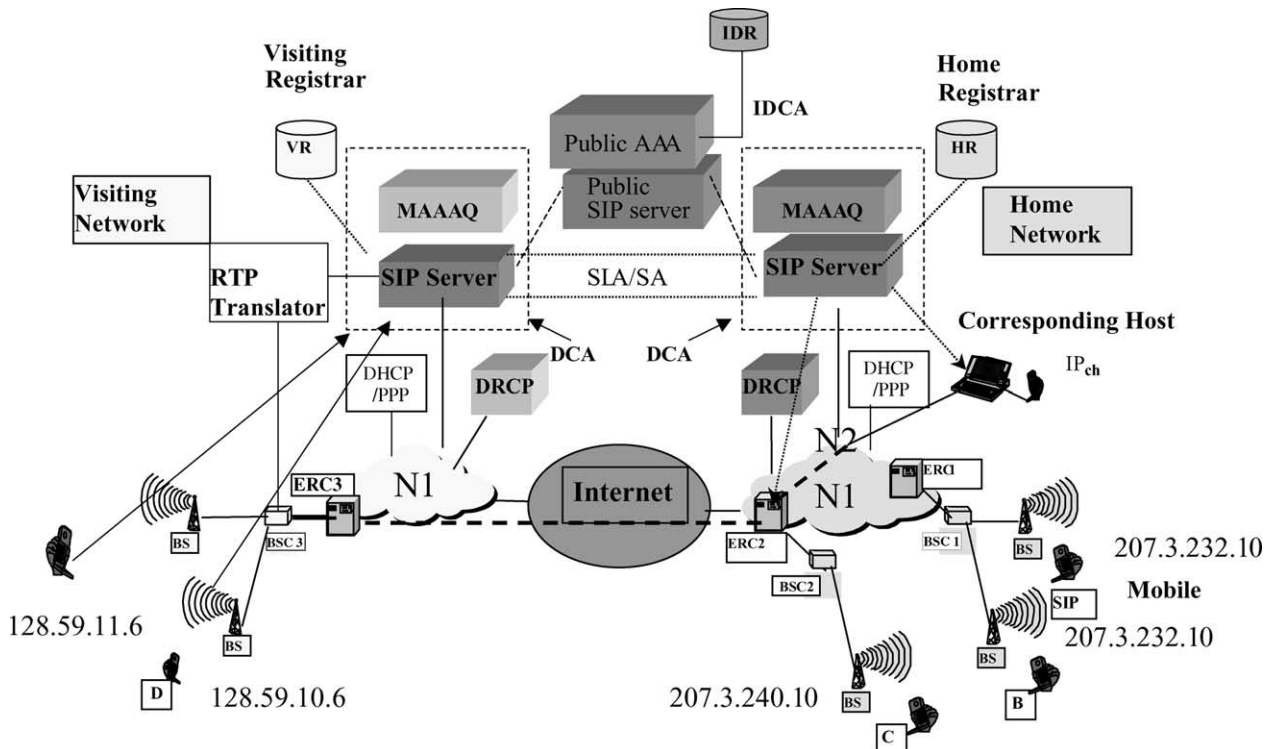 IDR
Visiting
Registrar
Home
Registrar
IDCA
VR
Public AAA
HR
Public
SIP server
MAAAQ
MAAAQ
Visiting
Network
Home
Network
SIP Server
SIP Server
RTP
Translator
SLA/SA
Corresponding Host
DCA
DCA
IPch
DHCP
/PPP
DRCP
DRCP
DHCP
/PPP
N2
ERC3
N1
Internet
N1
ERC1
BS
BSC 3
ERC2
BSC 1
BS
207.3.232.10
BSC2
SIP
Mobile
128.59.11.6
BS
207.3.232.10
BS
D
128.59.10.6
207.3.240.10
BS
B
C